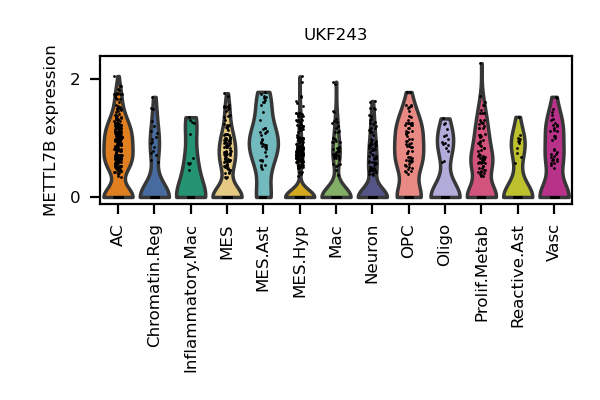 UKF243
METTL7B expression
2
0
AC
Chromatin.Reg
Inflammatory.Mac
MES
MES.Ast
MES.Hyp
Mac
Neuron
OPC
Oligo
Prolif.Metab
Reactive.Ast
Vasc